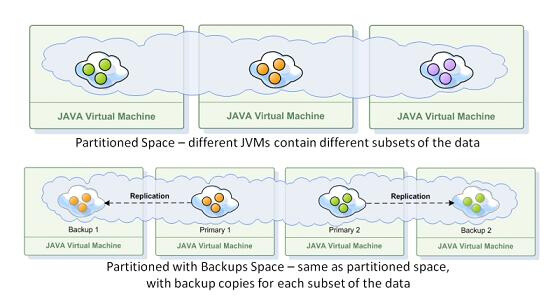 JAVA Virtual Machine JAVA Virtual Machine JAVA Virtual Machine
Partitioned Space – different JVMs contain different subsets of the data
Replication Replication
Backup 1 Primary 1 Primary 2 Backup 2
JAVA Virtual Machine JAVA Virtual Machine JAVA Virtual Machine JAVA Virtual Machine
Partitioned with Backups Space – same as partitioned space,
with backup copies for each subset of the data